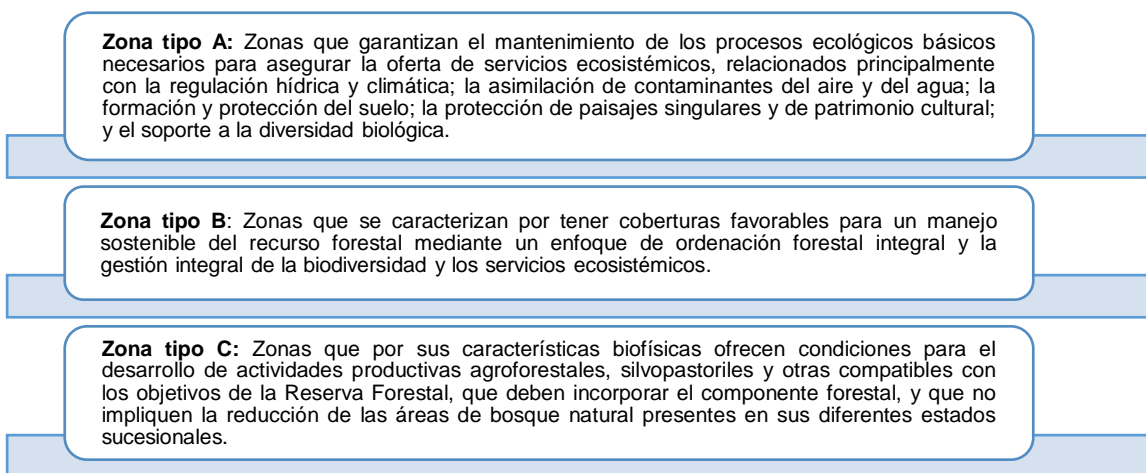 Zona tipo A: Zonas que garantizan el mantenimiento de los procesos ecológicos básicos
necesarios para asegurar la oferta de servicios ecosistémicos, relacionados principalmente
con la regulación hídrica y climática; la asimilación de contaminantes del aire y del agua; la
formación y protección del suelo; la protección de paisajes singulares y de patrimonio cultural;
y el soporte a la diversidad biológica.
Zona tipo B: Zonas que se caracterizan por tener coberturas favorables para un manejo
sostenible del recurso forestal mediante un enfoque de ordenación forestal integral y la
gestión integral de la biodiversidad y los servicios ecosistémicos.
Zona tipo C: Zonas que por sus características biofísicas ofrecen condiciones para el
desarrollo de actividades productivas agroforestales, silvopastoriles y otras compatibles con
los objetivos de la Reserva Forestal, que deben incorporar el componente forestal, y que no
impliquen la reducción de las áreas de bosque natural presentes en sus diferentes estados
sucesionales.